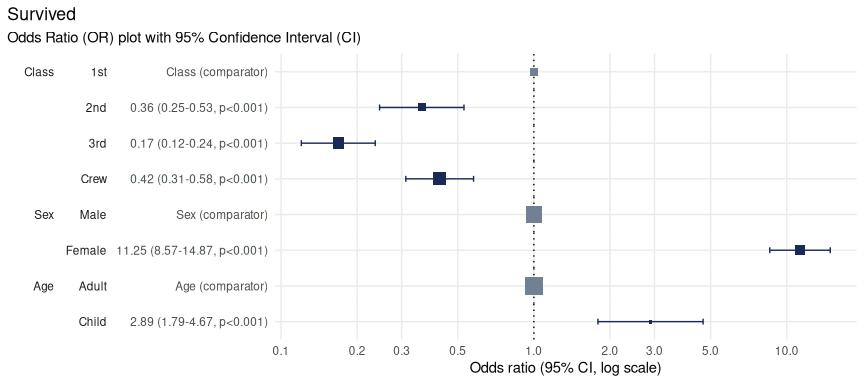 Survived
Odds Ratio (OR) plot with 95% Confidence Interval (CI)
Class 1st Class (comparator)
2nd 0.36 (0.25-0.53, p<0.001)
3rd 0.17 (0.12-0.24, p<0.001)
Crew 0.42 (0.31-0.58, p<0.001)
Sex Male Sex (comparator)
Female 11.25 (8.57-14.87, p<0.001)
Age Adult Age (comparator)
Child 2.89 (1.79-4.67, p<0.001)
0.1 0.2 0.3 0.5 1.0 2.0 3.0 5.0 10.0
Odds ratio (95% CI, log scale)